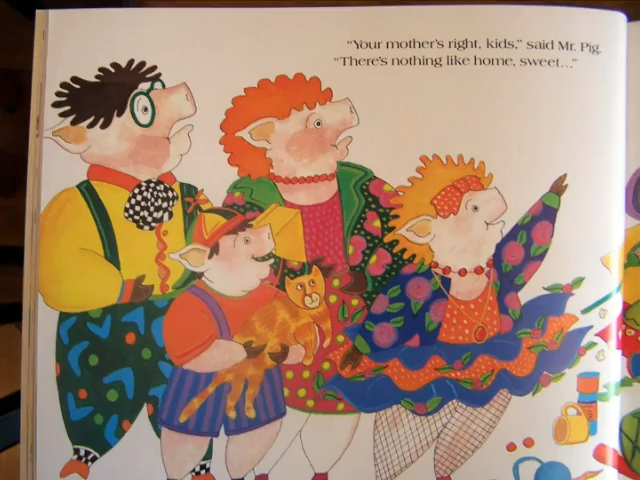 “Your mother's right, kids,” said Mr. Pig.
“There's nothing like home, sweet...”